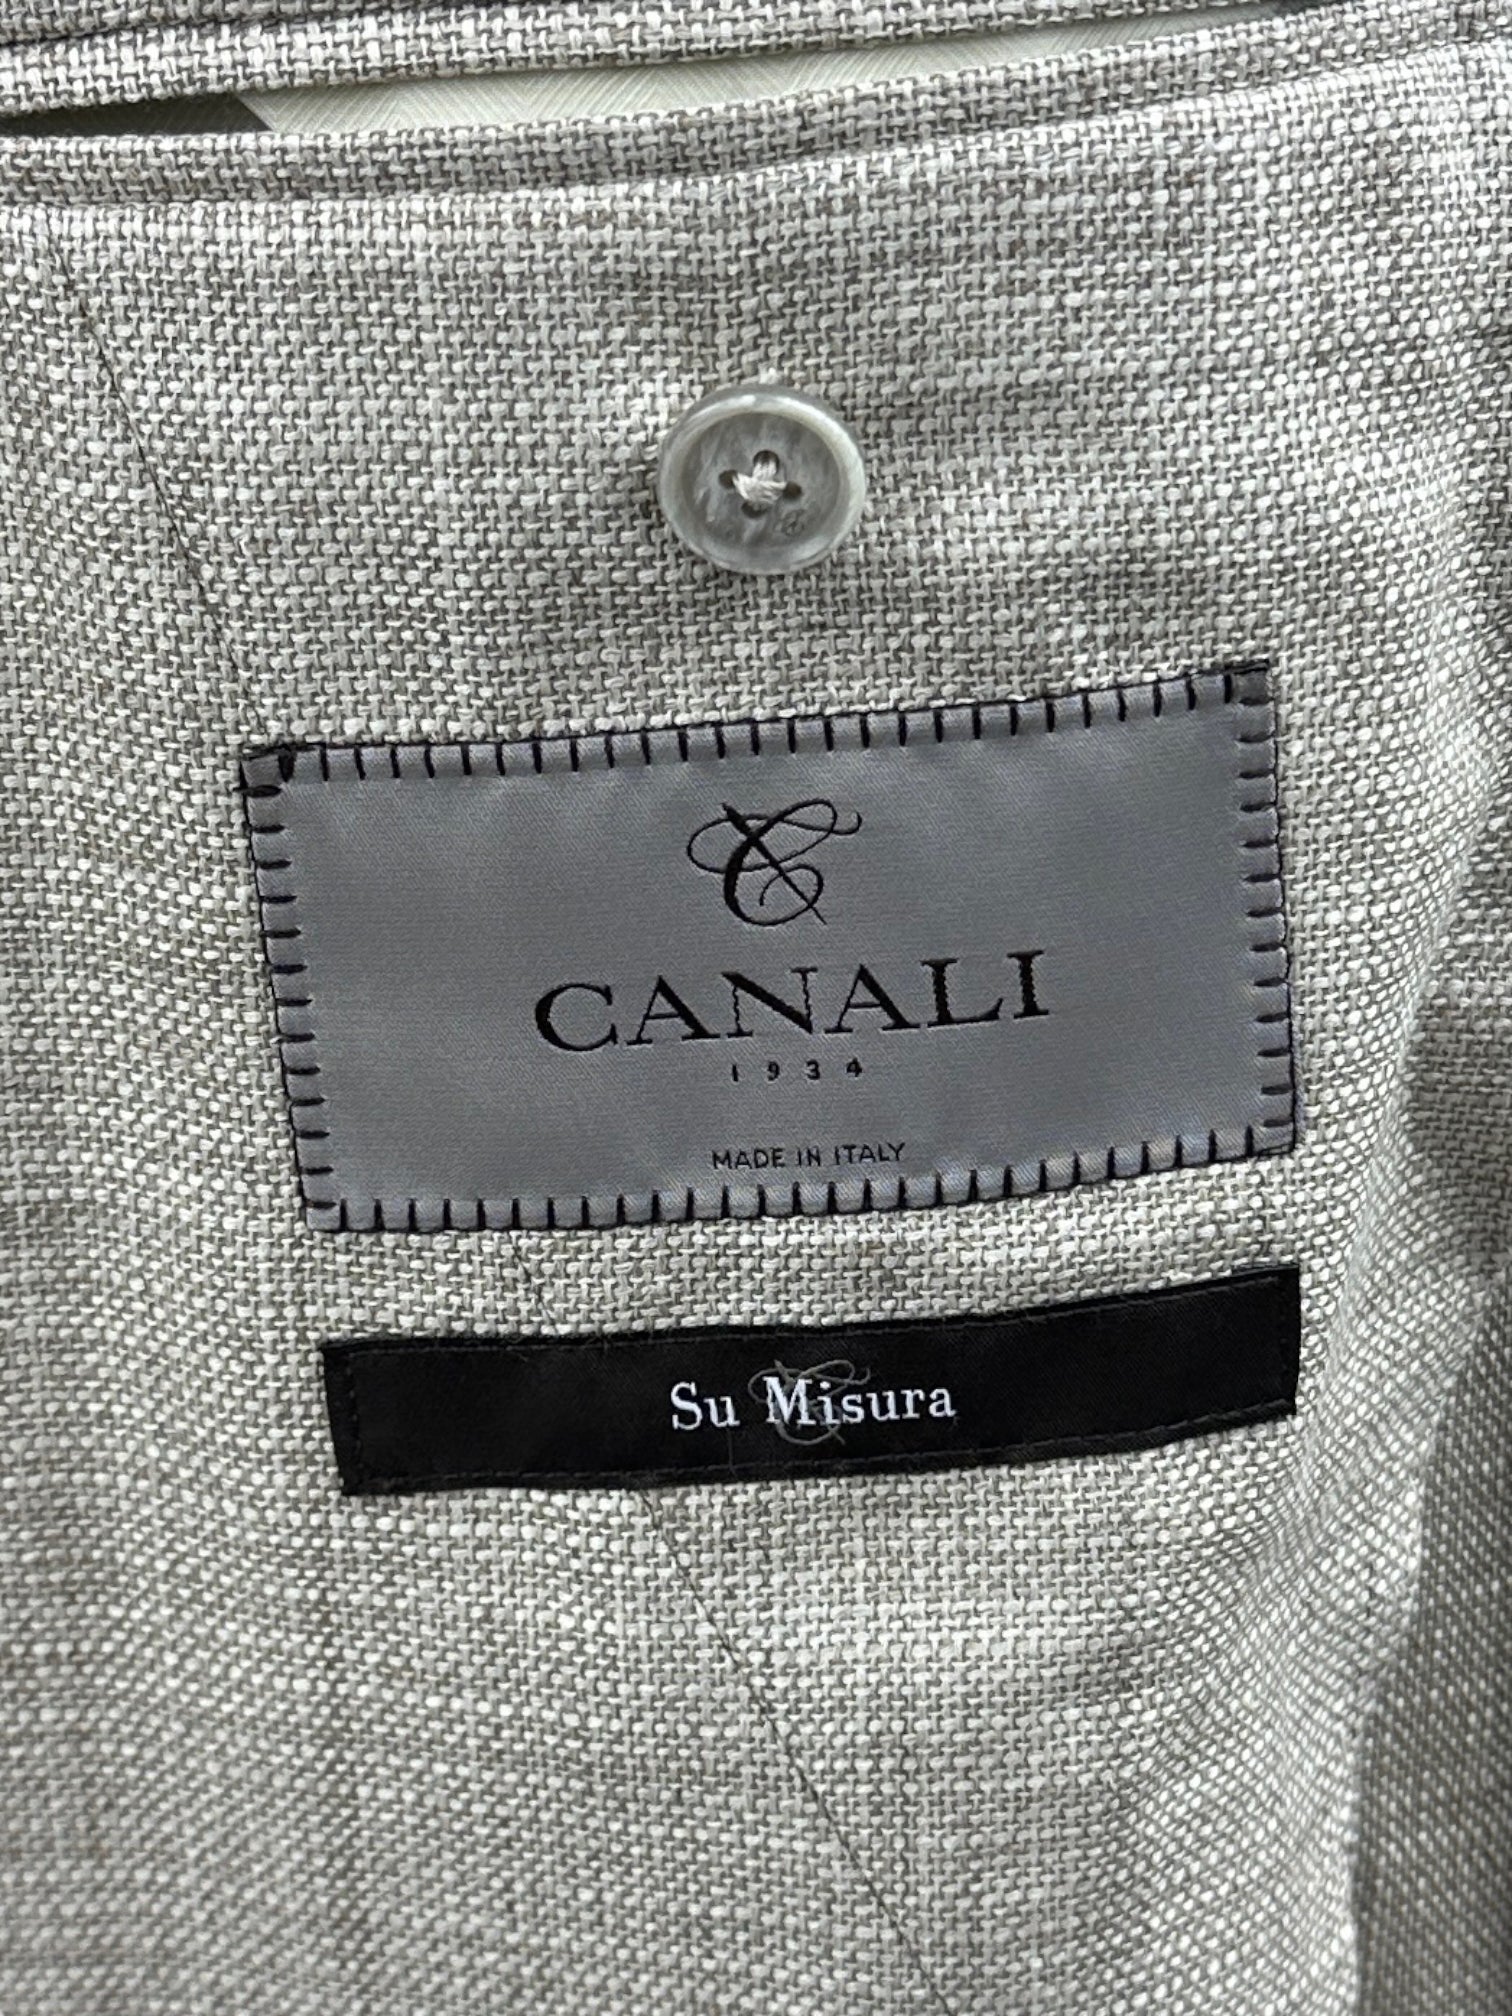 CANALI
1934
MADE IN ITALY
Su Misura